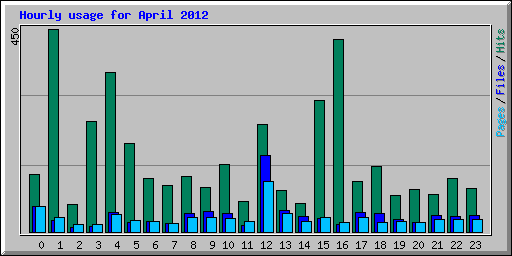 Hourly usage for April 2012
450
Pages / Files / Hits
0 1 2 3 4 5 6 7 8 9 10 11 12 13 14 15 16 17 18 19 20 21 22 23